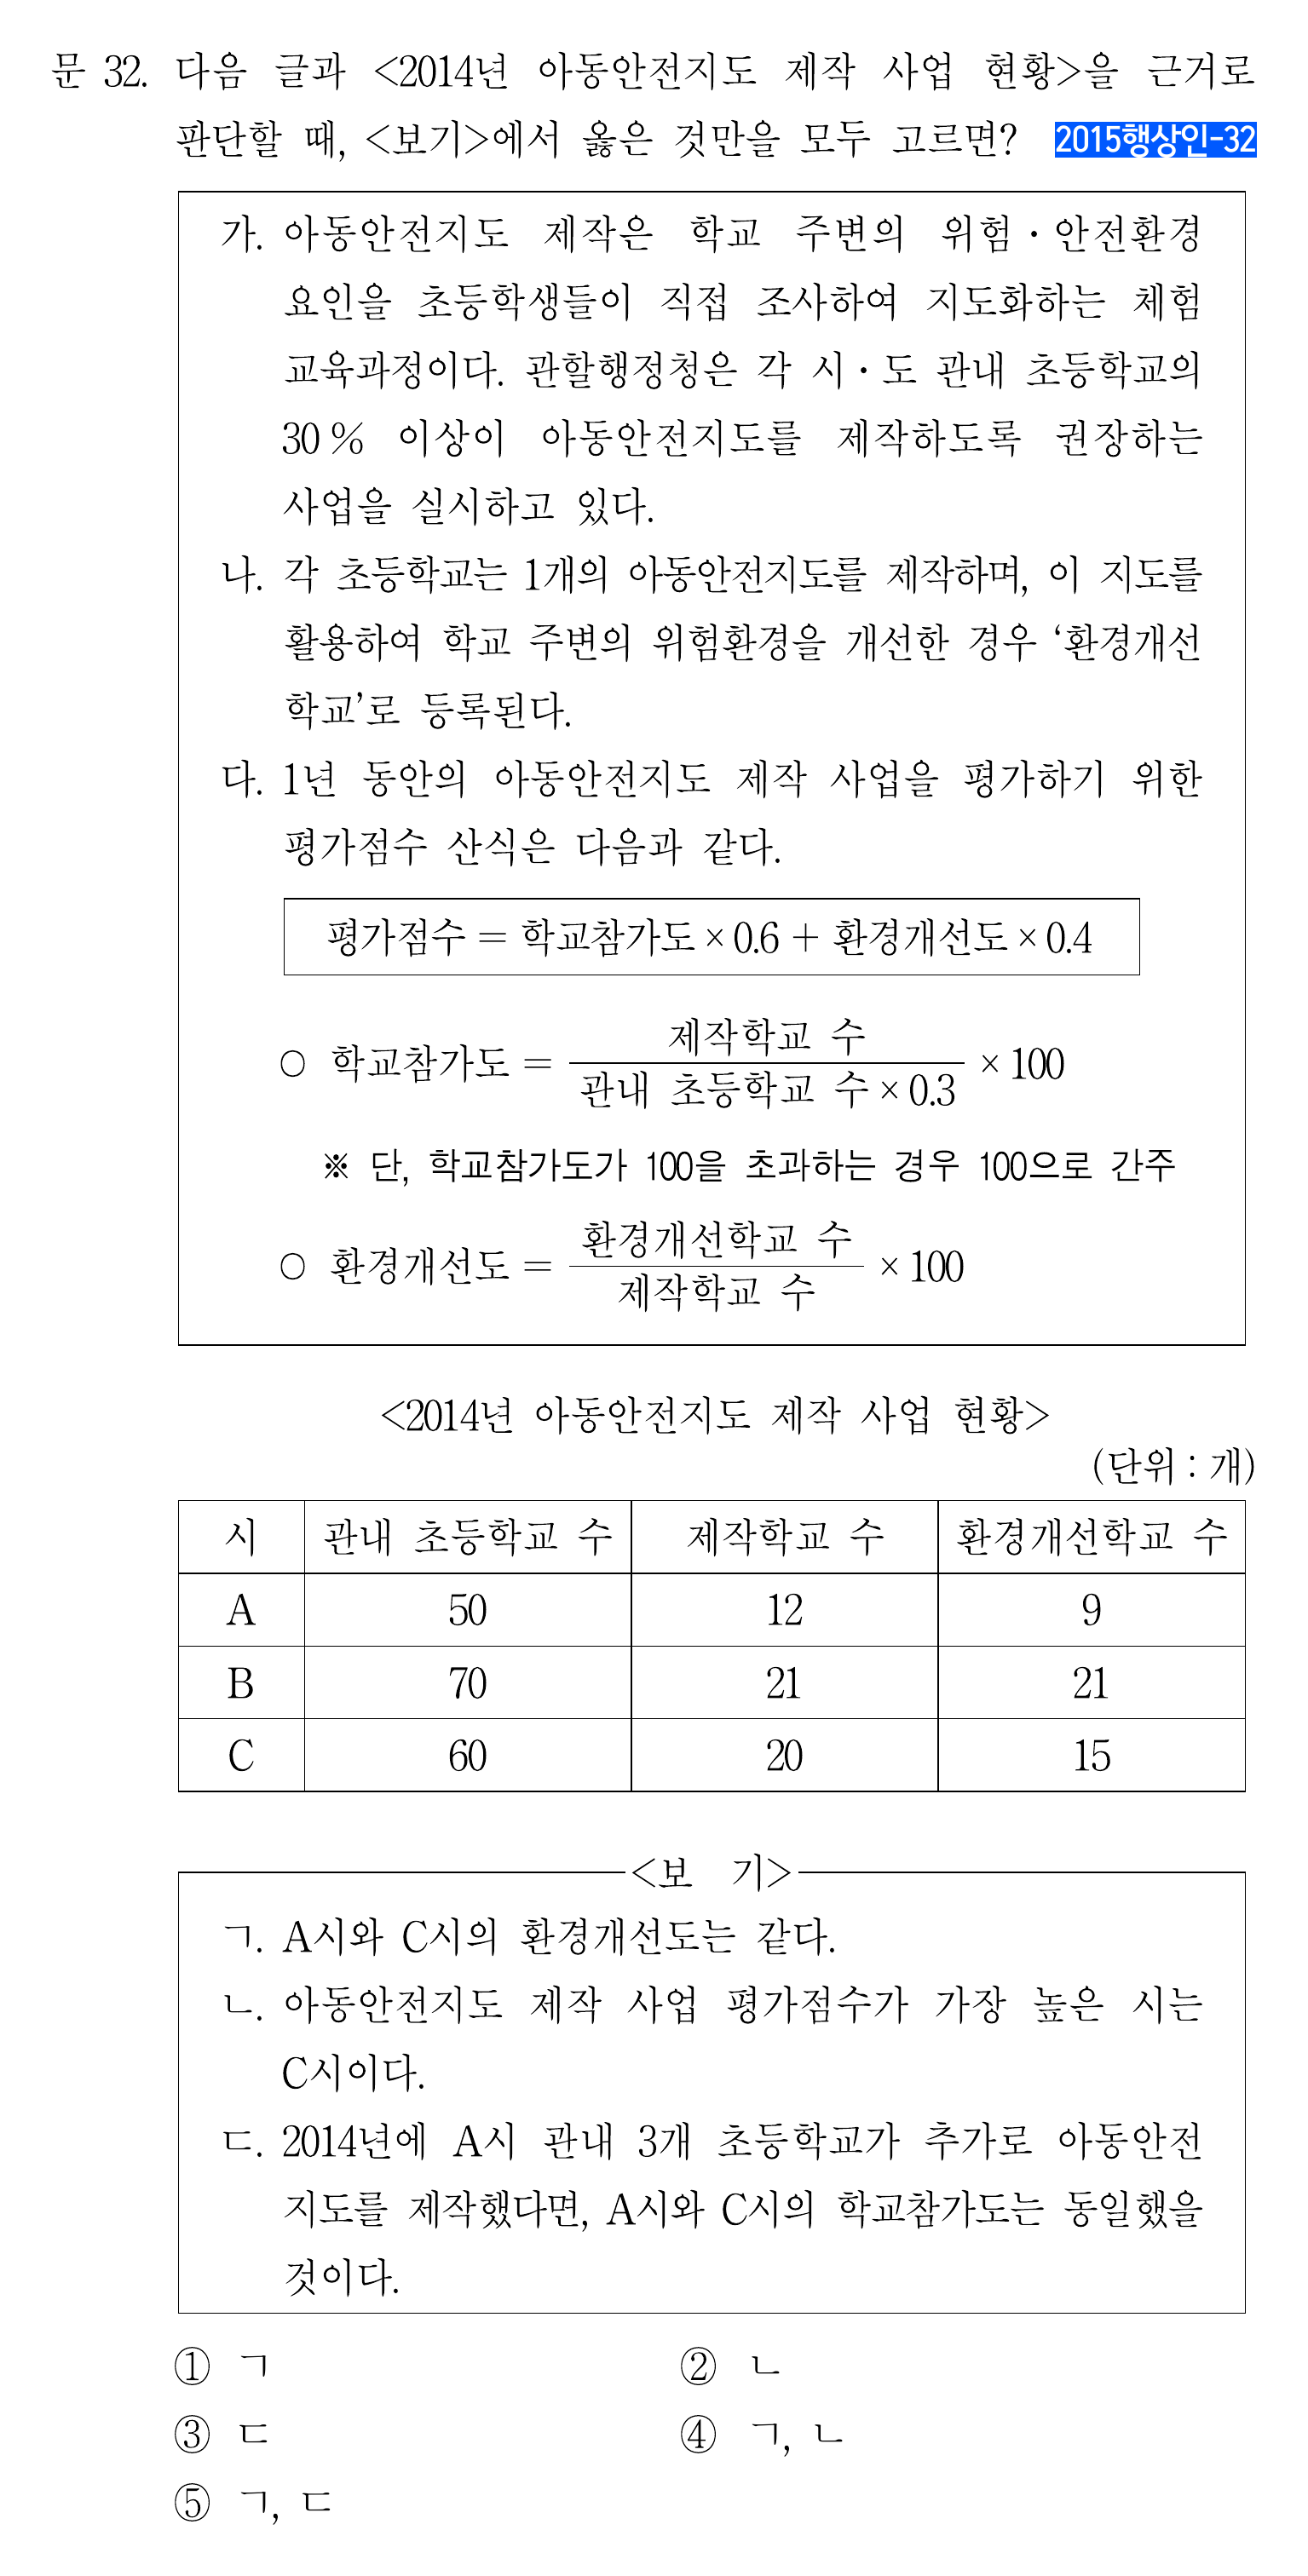 문 32. 다음 글과 <2014년 아동안전지도 제작 사업 현황>을 근거로
판단할 때, <보기>에서 옳은 것만을 모두 고르면? 2015행상인-32
가. 아동안전지도 제작은 학교 주변의 위험・안전환경
요인을 초등학생들이 직접 조사하여 지도화하는 체험
교육과정이다. 관할행정청은 각 시・도 관내 초등학교의
30% 이상이 아동안전지도를 제작하도록 권장하는
사업을 실시하고 있다.
나. 각 초등학교는 1개의 아동안전지도를 제작하며, 이 지도를
활용하여 학교 주변의 위험환경을 개선한 경우 ‘환경개선
학교’로 등록된다.
다. 1년 동안의 아동안전지도 제작 사업을 평가하기 위한
평가점수 산식은 다음과 같다.
평가점수 = 학교참가도 × 0.6 + 환경개선도 × 0.4
○ 학교참가도 = 제작학교 수 / 관내 초등학교 수 × 0.3 × 100
※ 단, 학교참가도가 100을 초과하는 경우 100으로 간주
○ 환경개선도 = 환경개선학교 수 / 제작학교 수 × 100
<2014년 아동안전지도 제작 사업 현황>
(단위 : 개)
시 관내 초등학교 수 제작학교 수 환경개선학교 수
A 50 12 9
B 70 21 21
C 60 20 15
<보 기>
ㄱ. A시와 C시의 환경개선도는 같다.
ㄴ. 아동안전지도 제작 사업 평가점수가 가장 높은 시는
C시이다.
ㄷ. 2014년에 A시 관내 3개 초등학교가 추가로 아동안전
지도를 제작했다면, A시와 C시의 학교참가도는 동일했을
것이다.
① ㄱ ② ㄴ
③ ㄷ ④ ㄱ, ㄴ
⑤ ㄱ, ㄷ